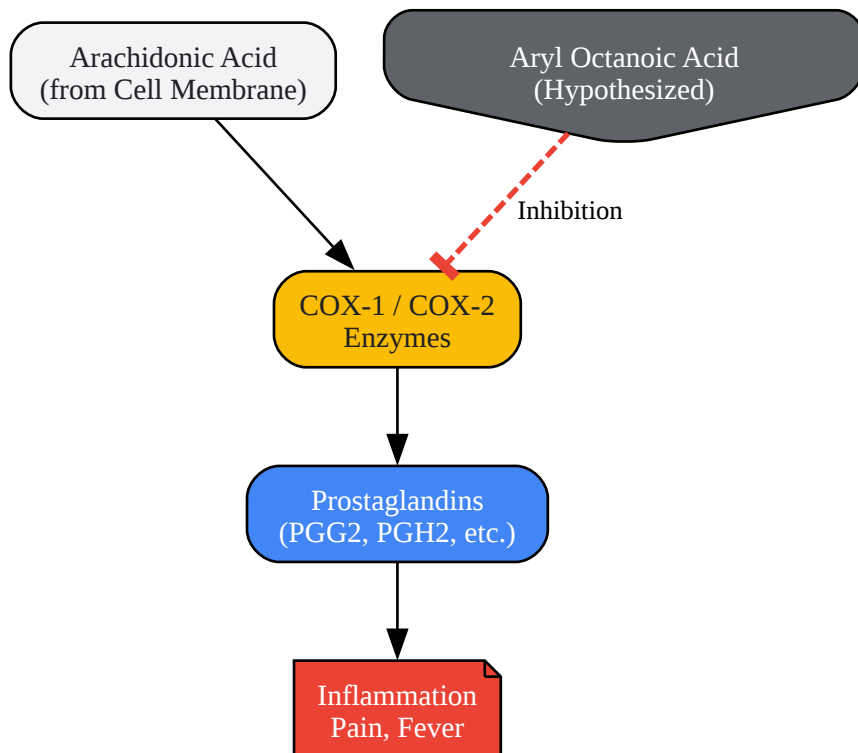 Arachidonic Acid
(from Cell Membrane)
Aryl Octanoic Acid
(Hypothesized)
Inhibition
COX-1 / COX-2
Enzymes
Prostaglandins
(PGG2, PGH2, etc.)
Inflammation
Pain, Fever